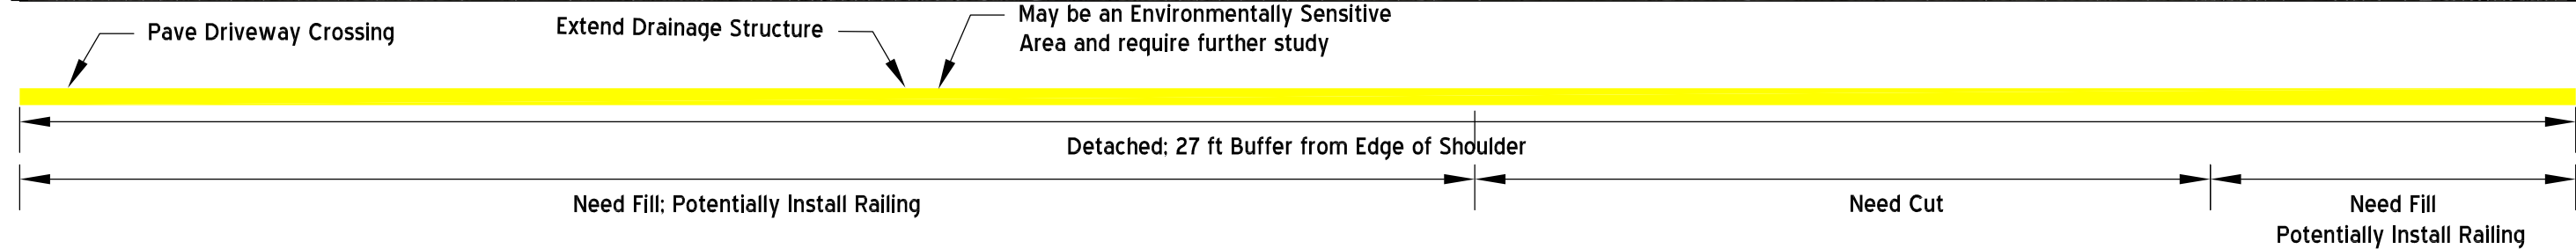 Pave Driveway Crossing
Extend Drainage Structure
May be an Environmentally Sensitive
Area and require further study
Detached; 27 ft Buffer from Edge of Shoulder
Need Fill; Potentially Install Railing
Need Cut
Need Fill
Potentially Install Railing